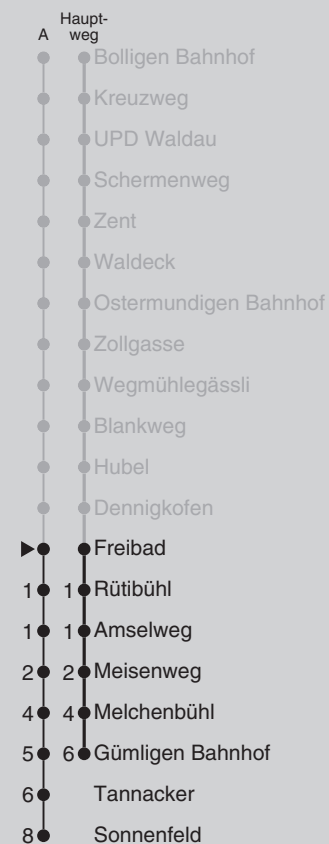 Haupt-
A weg
Bolligen Bahnhof
Kreuzweg
UPD Waldau
Schermenweg
Zent
Waldeck
Ostermundigen Bahnhof
Zollgasse
Wegmühlegässli
Blankweg
Hubel
Dennigkofen
Freibad
1 1 Rütibühl
1 1 Amselweg
2 2 Meisenweg
4 4 Melchenbühl
5 6 Gümligen Bahnhof
6 Tannacker
8 Sonnenfeld